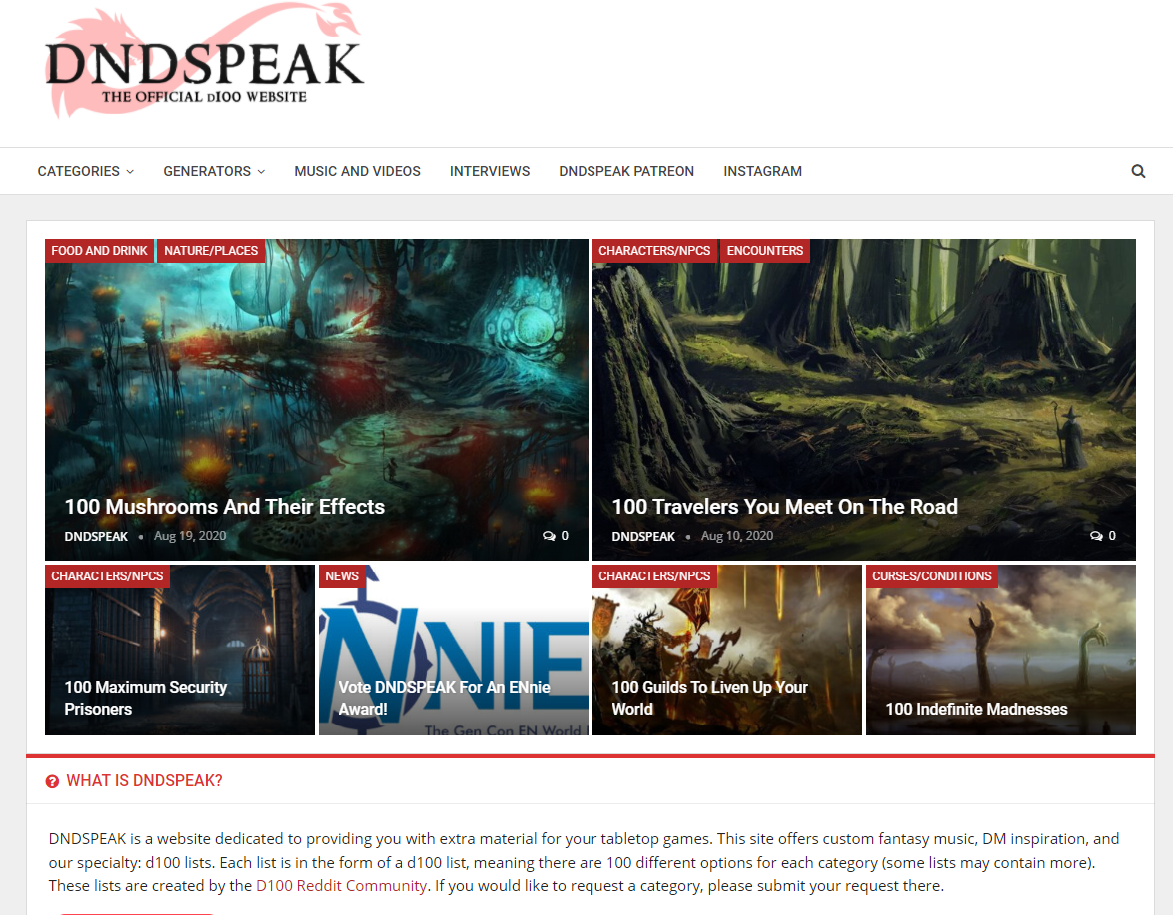 DNDSPEAK
THE OFFICIAL D100 WEBSITE
CATEGORIES
GENERATORS
MUSIC AND VIDEOS
INTERVIEWS
DNDSPEAK PATREON
INSTAGRAM
FOOD AND DRINK
NATURE/PLACES
100 Mushrooms And Their Effects
DNDSPEAK • Aug 19, 2020
0
CHARACTERS/NPCS
ENCOUNTERS
100 Travelers You Meet On The Road
DNDSPEAK • Aug 10, 2020
0
CHARACTERS/NPCS
100 Maximum Security
Prisoners
NEWS
NNIE
Vote DNDSPEAK For An ENnie
Award!
The Gen Con EN World
CHARACTERS/NPCS
100 Guilds To Liven Up Your
World
CURSES/CONDITIONS
100 Indefinite Madnesses
WHAT IS DNDSPEAK?
DNDSPEAK is a website dedicated to providing you with extra material for your tabletop games. This site offers custom fantasy music, DM inspiration, and
our specialty: d100 lists. Each list is in the form of a d100 list, meaning there are 100 different options for each category (some lists may contain more).
These lists are created by the D100 Reddit Community. If you would like to request a category, please submit your request there.